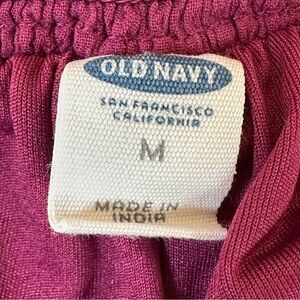 OLD NAVY
SAN FRANCISCO
CALIFORNIA
M
MADE IN
INDIA